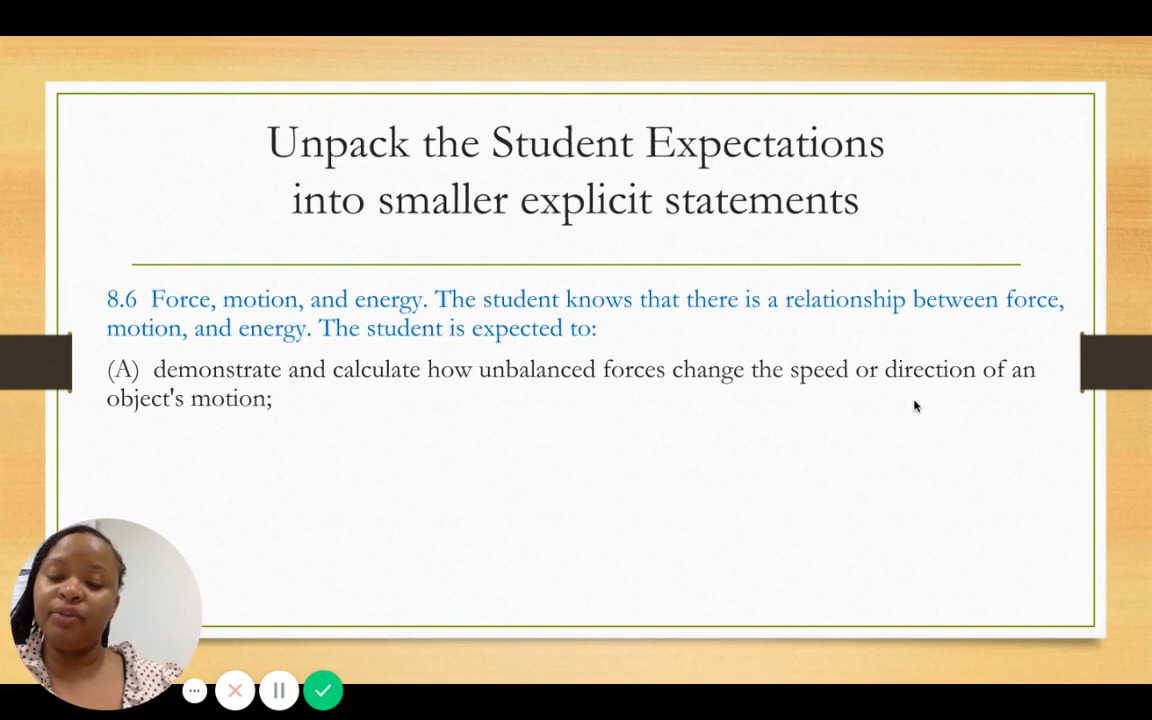 Unpack the Student Expectations
into smaller explicit statements
8.6  Force, motion, and energy. The student knows that there is a relationship between force,
motion, and energy. The student is expected to:
(A)  demonstrate and calculate how unbalanced forces change the speed or direction of an
object's motion;